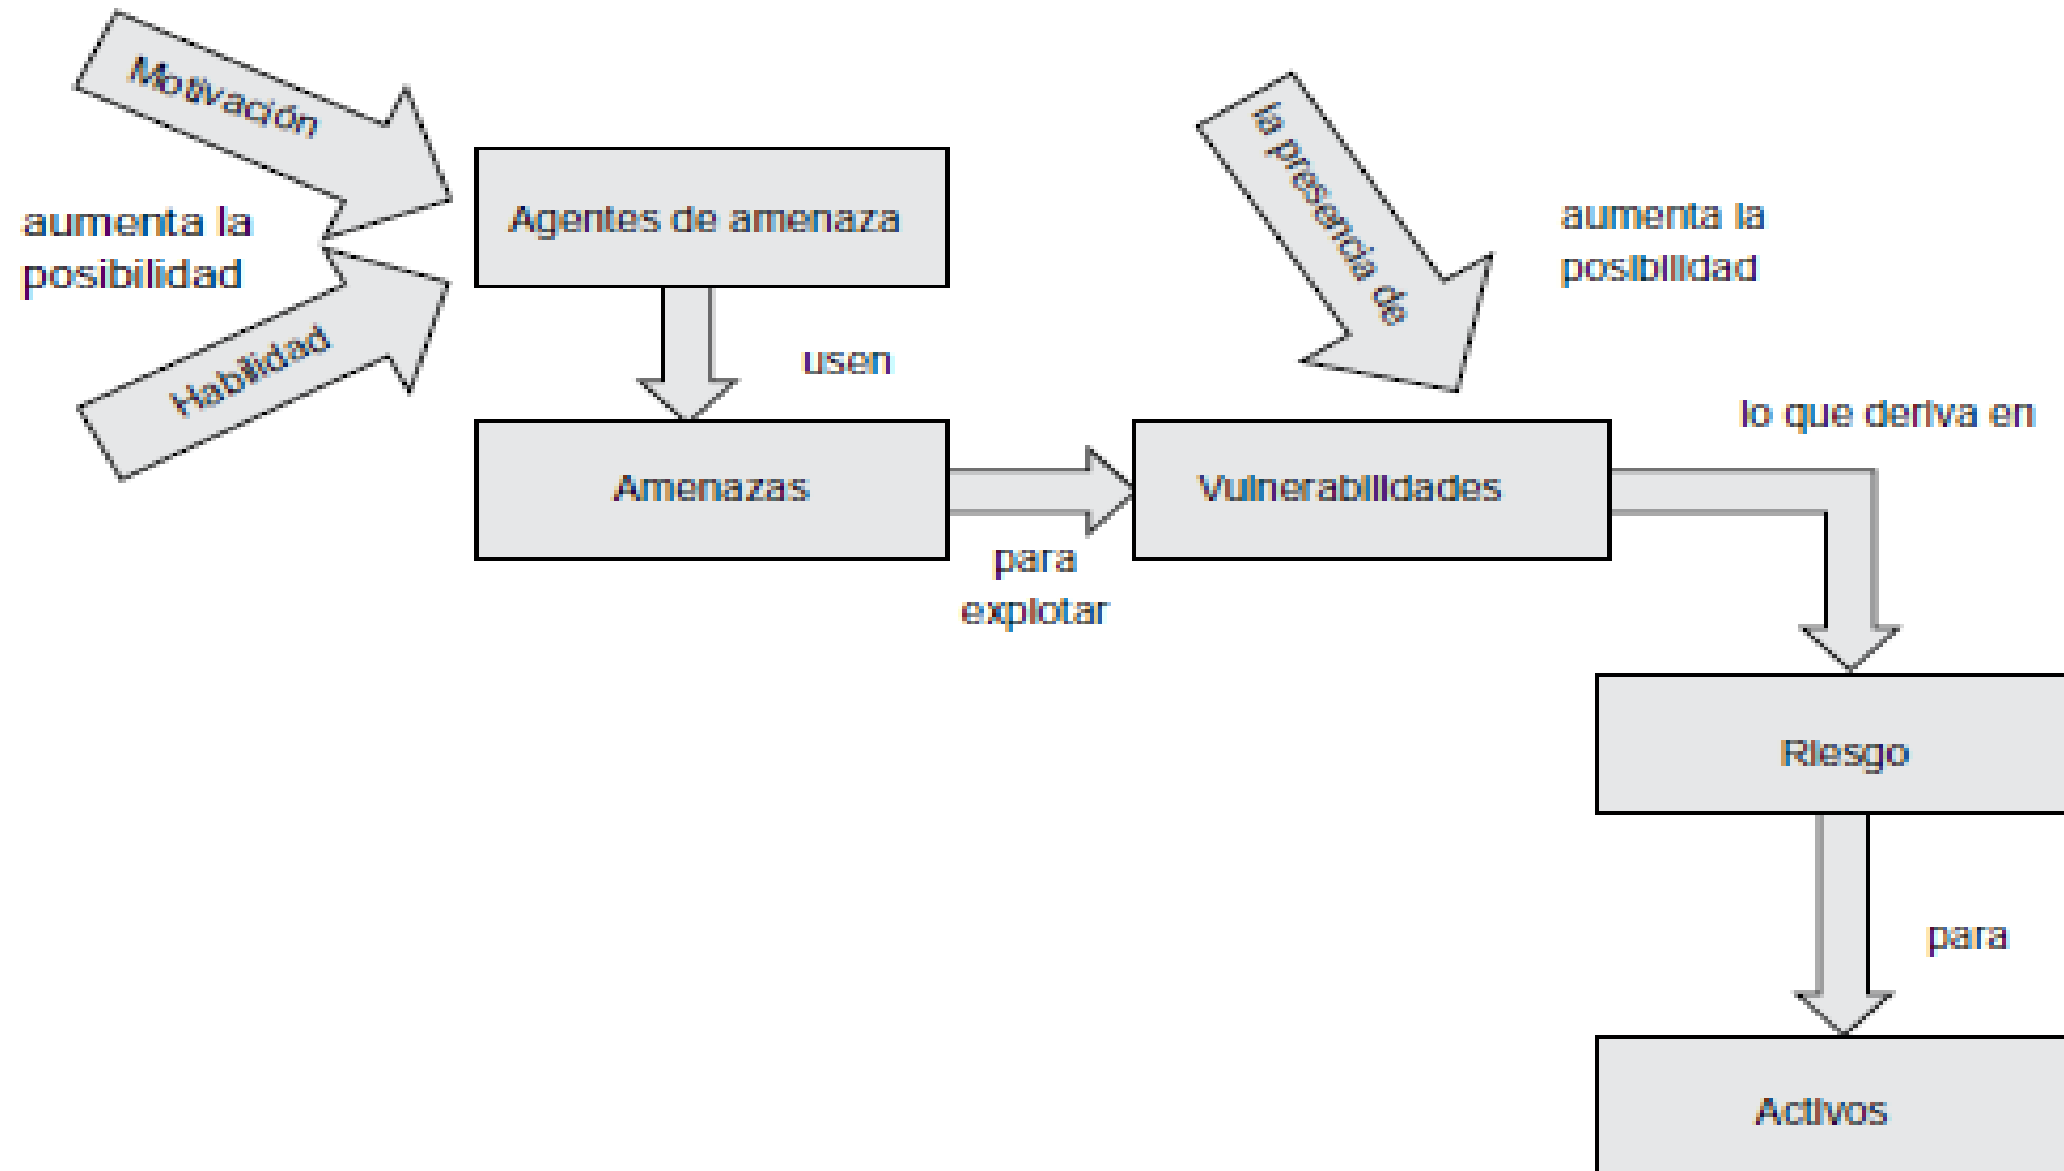 Motivación
aumenta la
posibilidad
Habilidad
Agentes de amenaza
usen
Amenazas
para
explotar
la presencia de
aumenta la
posibilidad
Vulnerabilidades
lo que deriva en
Riesgo
para
Activos